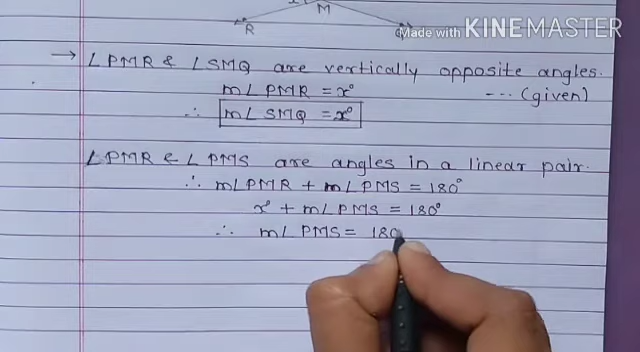 x
M
R
Made with KINEMASTER
→ ∠PMR & ∠SMQ are vertically opposite angles.
m∠PMR = x° --- (given)
∴ m∠SMQ = x°
∠PMR & ∠PMS are angles in a linear pair.
∴ m∠PMR + m∠PMS = 180°
x° + m∠PMS = 180°
∴ m∠PMS = 180